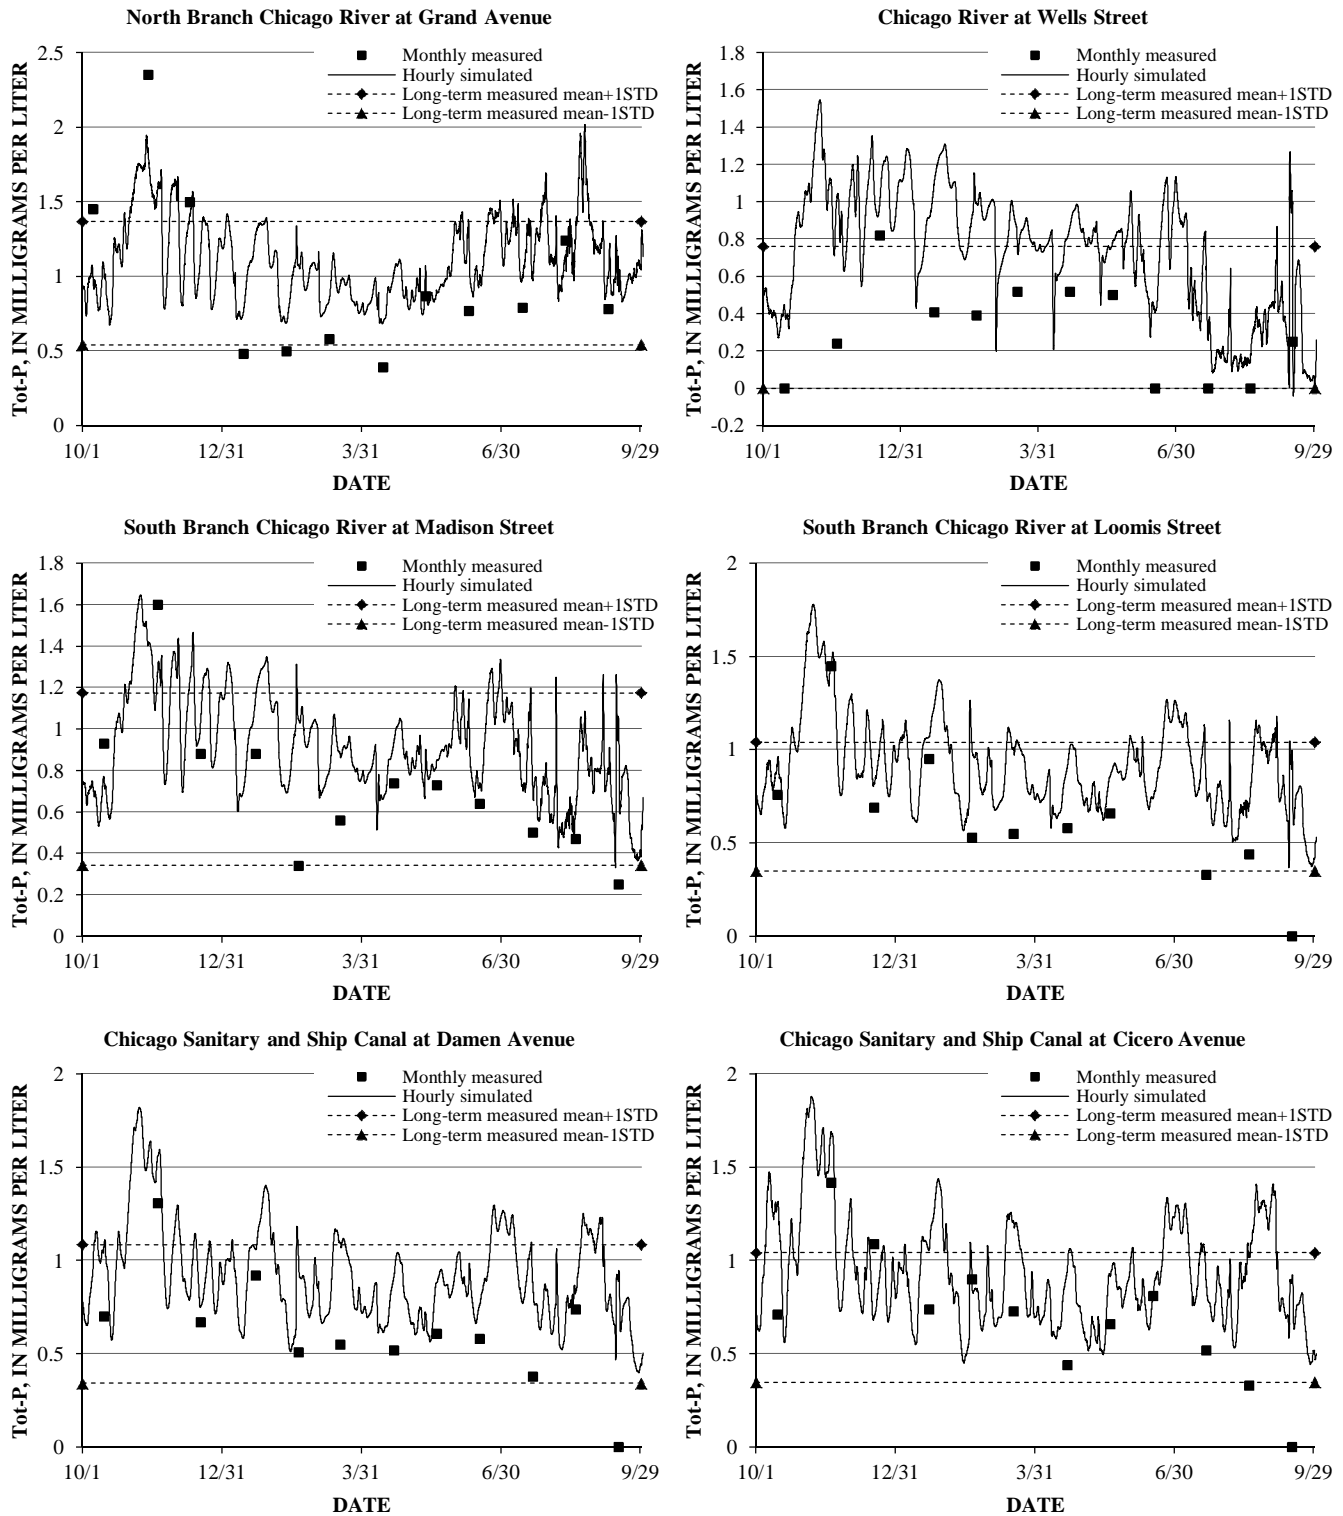 North Branch Chicago River at Grand Avenue
Tot-P, IN MILLIGRAMS PER LITER
2.5
2
1.5
1
0.5
0
Monthly measured
Hourly simulated
Long-term measured mean+1STD
Long-term measured mean-1STD
10/1 12/31 3/31 6/30 9/29
DATE
Chicago River at Wells Street
Tot-P, IN MILLIGRAMS PER LITER
1.8
1.6
1.4
1.2
1
0.8
0.6
0.4
0.2
0
-0.2
Monthly measured
Hourly simulated
Long-term measured mean+1STD
Long-term measured mean-1STD
10/1 12/31 3/31 6/30 9/29
DATE
South Branch Chicago River at Madison Street
Tot-P, IN MILLIGRAMS PER LITER
1.8
1.6
1.4
1.2
1
0.8
0.6
0.4
0.2
0
Monthly measured
Hourly simulated
Long-term measured mean+1STD
Long-term measured mean-1STD
10/1 12/31 3/31 6/30 9/29
DATE
South Branch Chicago River at Loomis Street
Tot-P, IN MILLIGRAMS PER LITER
2
1.5
1
0.5
0
Monthly measured
Hourly simulated
Long-term measured mean+1STD
Long-term measured mean-1STD
10/1 12/31 3/31 6/30 9/29
DATE
Chicago Sanitary and Ship Canal at Damen Avenue
Tot-P, IN MILLIGRAMS PER LITER
2
1.5
1
0.5
0
Monthly measured
Hourly simulated
Long-term measured mean+1STD
Long-term measured mean-1STD
10/1 12/31 3/31 6/30 9/29
DATE
Chicago Sanitary and Ship Canal at Cicero Avenue
Tot-P, IN MILLIGRAMS PER LITER
2
1.5
1
0.5
0
Monthly measured
Hourly simulated
Long-term measured mean+1STD
Long-term measured mean-1STD
10/1 12/31 3/31 6/30 9/29
DATE